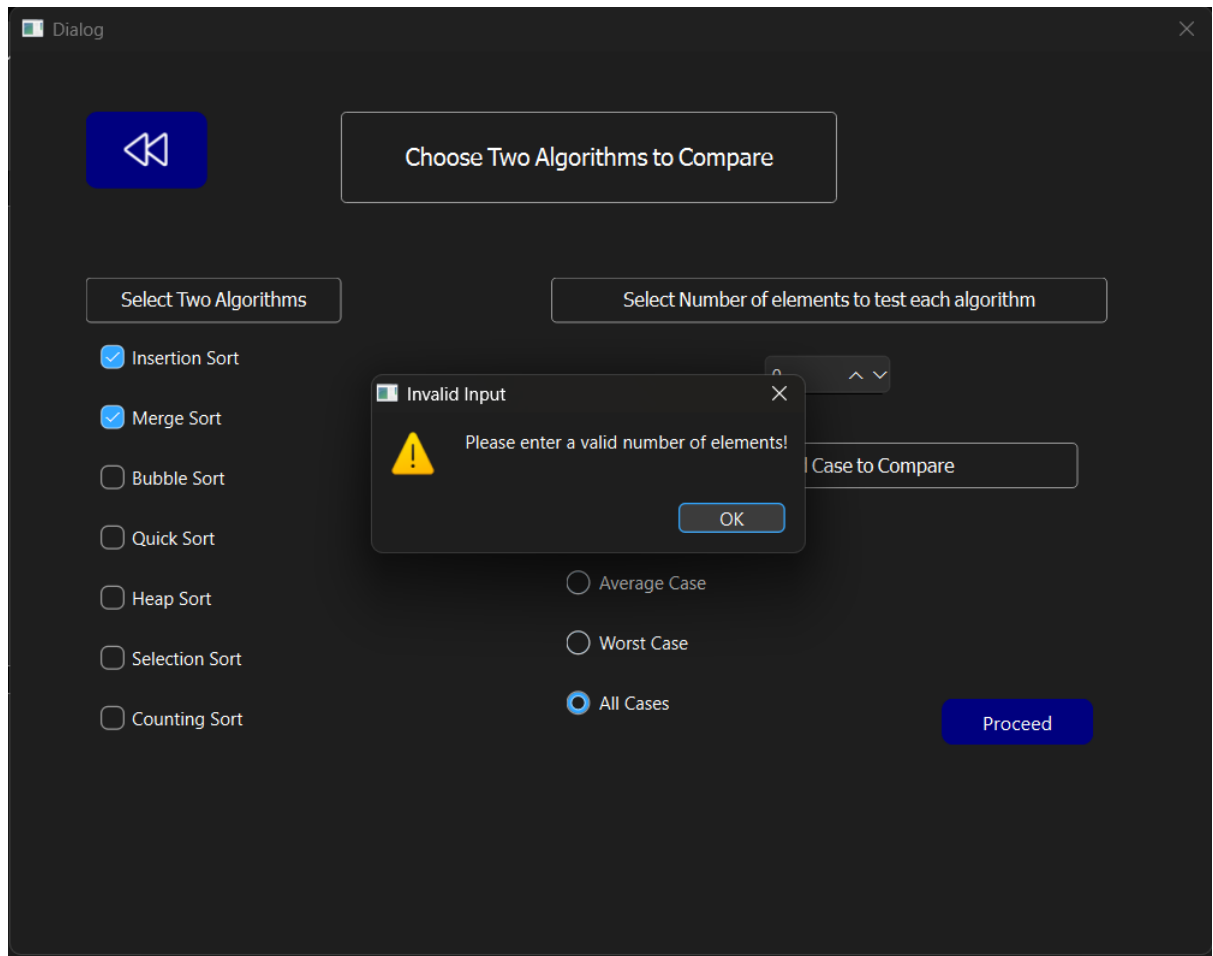 Dialog
Choose Two Algorithms to Compare
Select Two Algorithms
Select Number of elements to test each algorithm
Insertion Sort
Merge Sort
Bubble Sort
Quick Sort
Heap Sort
Selection Sort
Counting Sort
Invalid Input
Please enter a valid number of elements!
OK
Case to Compare
Average Case
Worst Case
All Cases
Proceed